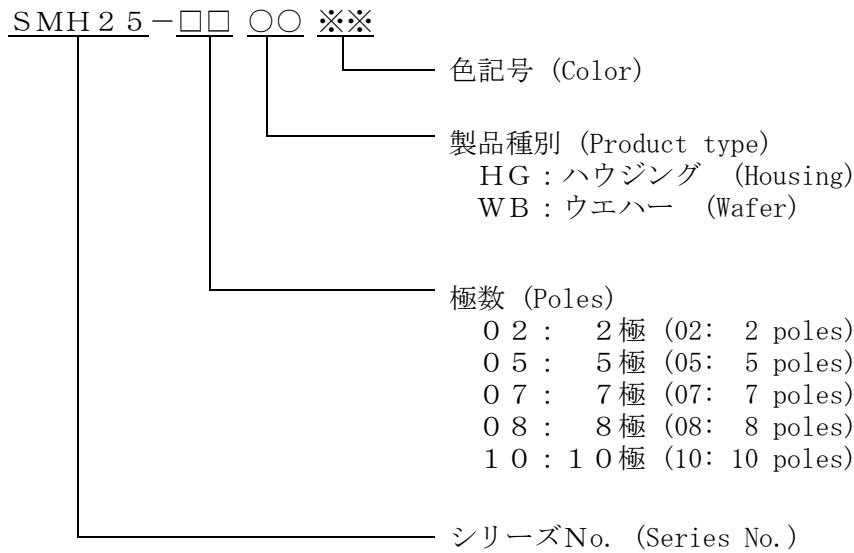 ＳＭＨ２５－□□ ○○ ※※
色記号 (Color)
製品種別 (Product type)
ＨＧ：ハウジング (Housing)
ＷＢ：ウエハー (Wafer)
極数 (Poles)
０２： ２極 (02: 2 poles)
０５： ５極 (05: 5 poles)
０７： ７極 (07: 7 poles)
０８： ８極 (08: 8 poles)
１０：１０極 (10: 10 poles)
シリーズNo. (Series No.)